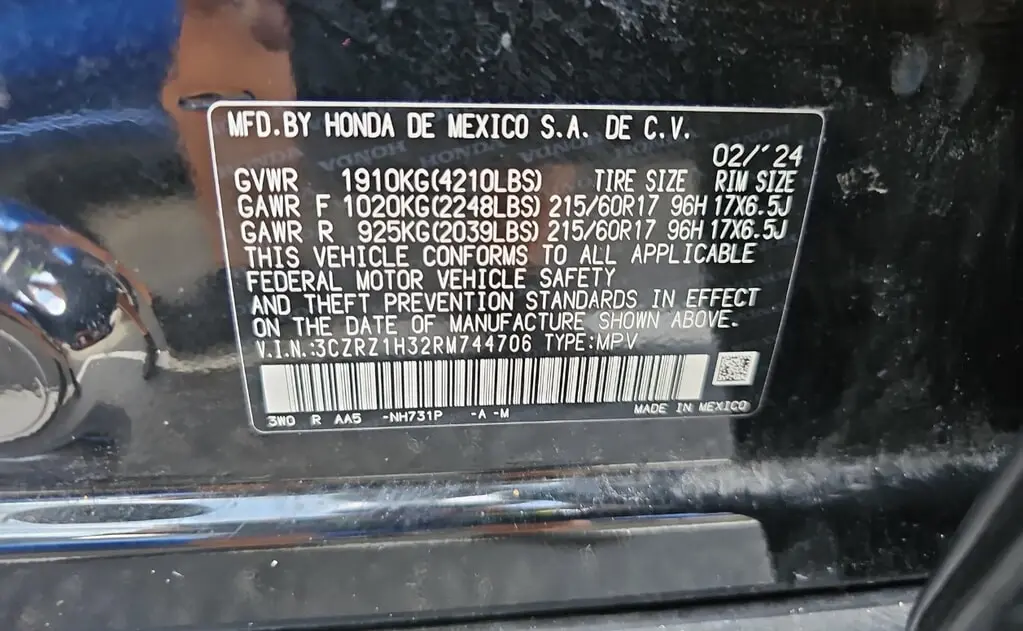 MFD.BY HONDA DE MEXICO S.A. DE C.V.
02/'24
GVWR 1910KG(4210LBS) TIRE SIZE RIM SIZE
GAWR F 1020KG(2248LBS) 215/60R17 96H 17X6.5J
GAWR R 925KG(2039LBS) 215/60R17 96H 17X6.5J
THIS VEHICLE CONFORMS TO ALL APPLICABLE
FEDERAL MOTOR VEHICLE SAFETY
AND THEFT PREVENTION STANDARDS IN EFFECT
ON THE DATE OF MANUFACTURE SHOWN ABOVE.
V.I.N.:3CZRZ1H32RM744706 TYPE:MPV
3W0 R AA5 -NH731P -A -M MADE IN MEXICO